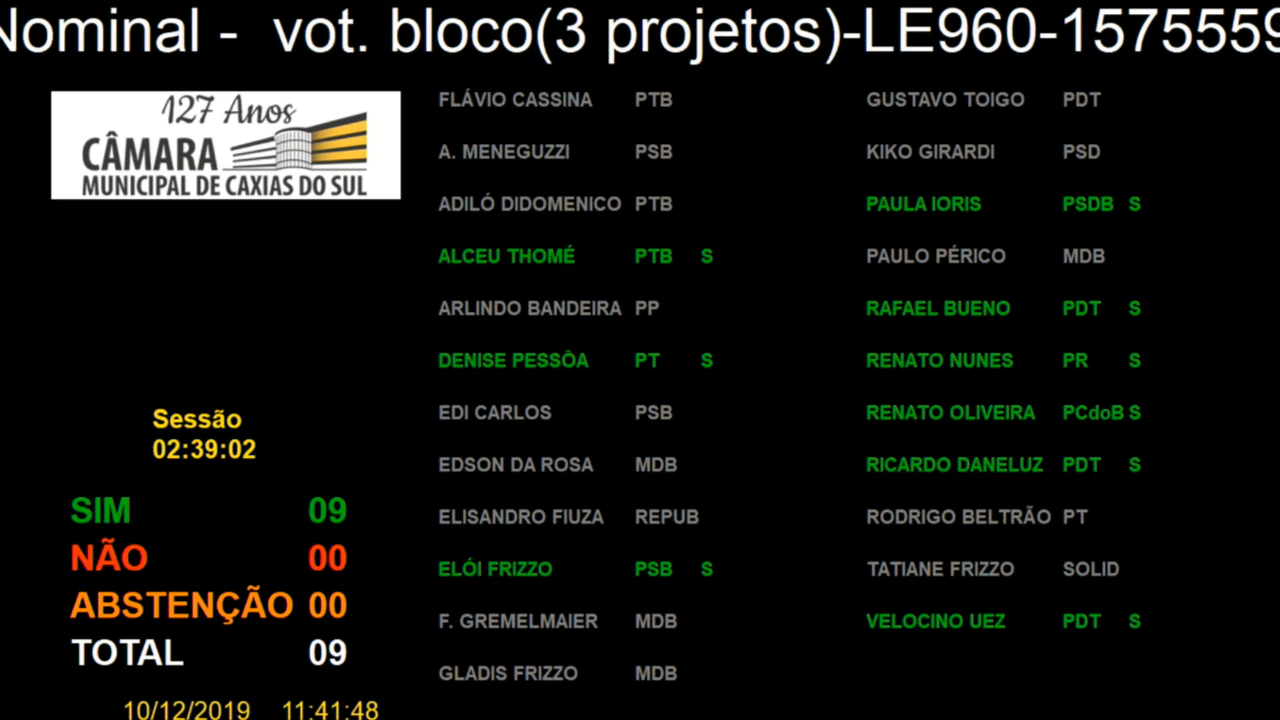 Nominal - vot. bloco(3 projetos)-LE960-1575559
127 Anos
CÂMARA
MUNICIPAL DE CAXIAS DO SUL
Sessão
02:39:02
SIM 09
NÃO 00
ABSTENÇÃO 00
TOTAL 09
10/12/2019 11:41:48
FLÁVIO CASSINA PTB
A. MENEGUZZI PSB
ADILÓ DIDOMENICO PTB
ALCEU THOMÉ PTB S
ARLINDO BANDEIRA PP
DENISE PESSÔA PT S
EDI CARLOS PSB
EDSON DA ROSA MDB
ELISANDRO FIUZA REPUB
ELÓI FRIZZO PSB S
F. GREMELMAIER MDB
GLADIS FRIZZO MDB
GUSTAVO TOIGO PDT
KIKO GIRARDI PSD
PAULA IORIS PSDB S
PAULO PÉRICO MDB
RAFAEL BUENO PDT S
RENATO NUNES PR S
RENATO OLIVEIRA PCdoB S
RICARDO DANELUZ PDT S
RODRIGO BELTRÃO PT
TATIANE FRIZZO SOLID
VELOCINO UEZ PDT S